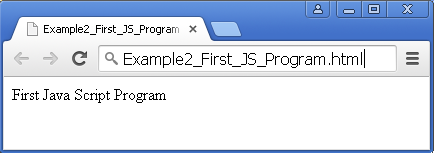 Example2_First_JS_Program
Example2_First_JS_Program.html
First Java Script Program